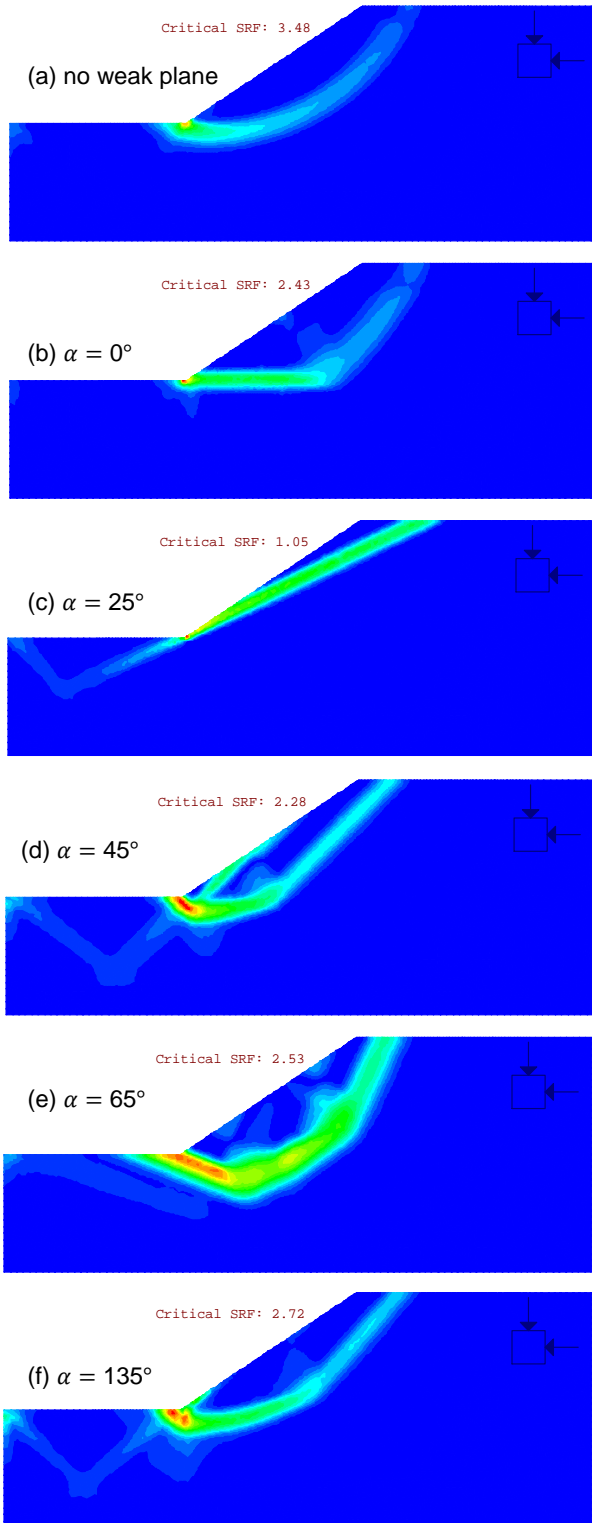 Critical SRF: 3.48
(a) no weak plane
Critical SRF: 2.43
(b) α = 0°
Critical SRF: 1.05
(c) α = 25°
Critical SRF: 2.28
(d) α = 45°
Critical SRF: 2.53
(e) α = 65°
Critical SRF: 2.72
(f) α = 135°